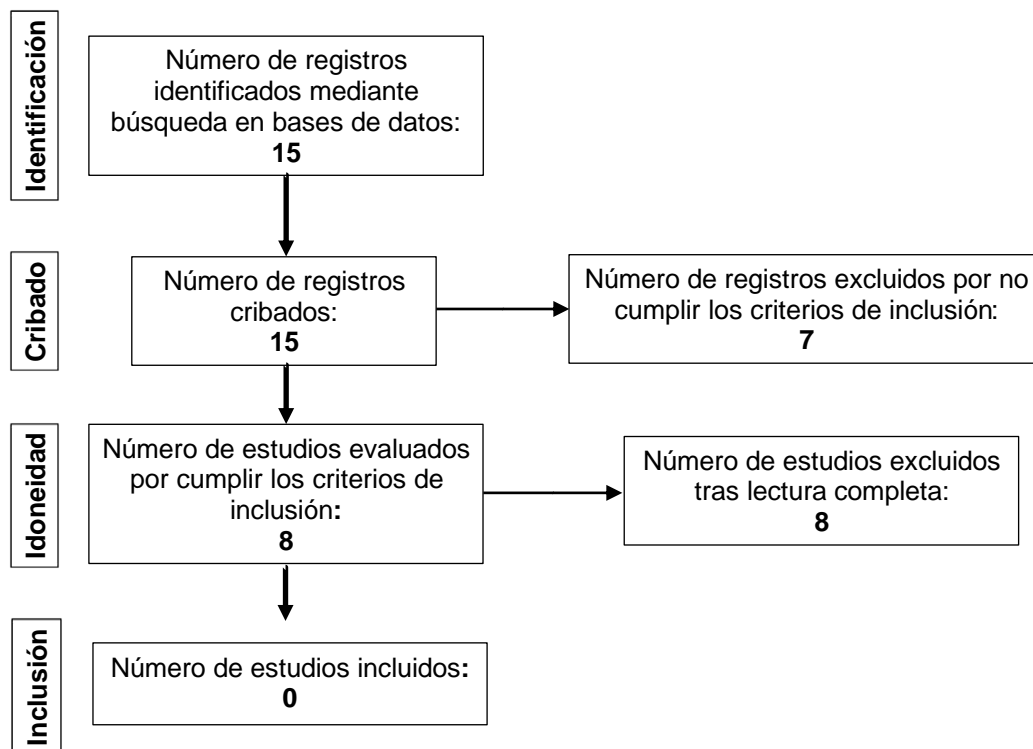 Identificación
Número de registros
identificados mediante
búsqueda en bases de datos:
15
Cribado
Número de registros
cribados:
15
Número de registros excluidos por no
cumplir los criterios de inclusión:
7
Idoneidad
Número de estudios evaluados
por cumplir los criterios de
inclusión:
8
Número de estudios excluidos
tras lectura completa:
8
Inclusión
Número de estudios incluidos:
0